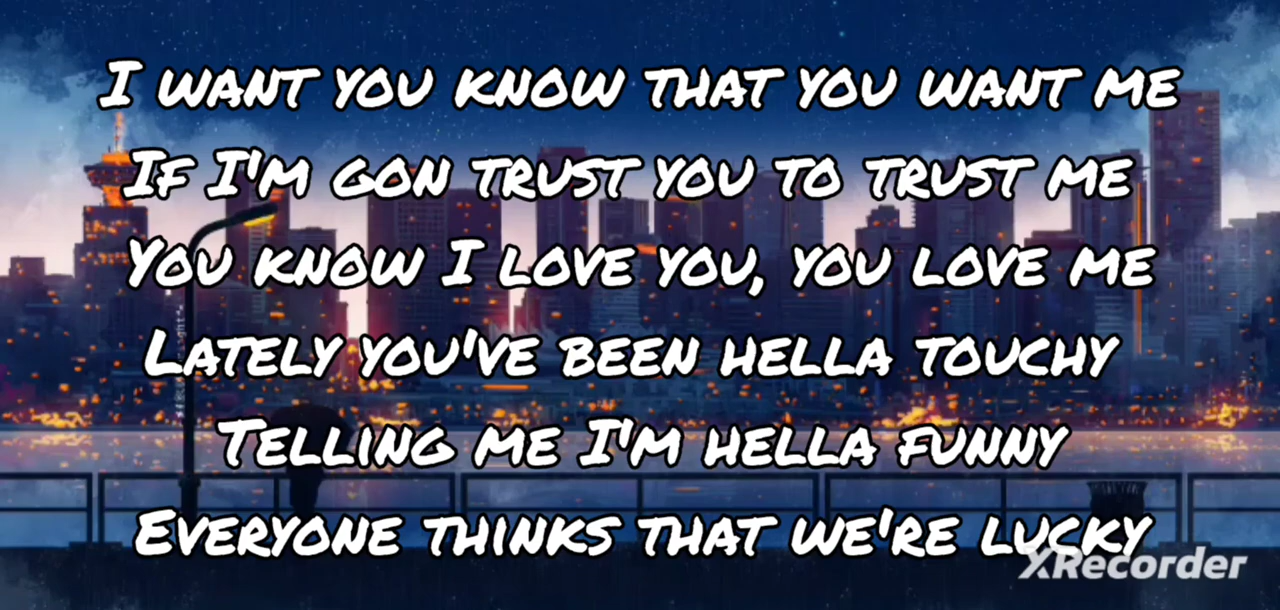 I want you know that you want me
If I'm gon trust you to trust me
You know I love you, you love me
Lately you've been hella touchy
Telling me I'm hella funny
Everyone thinks that we're lucky
XRecorder